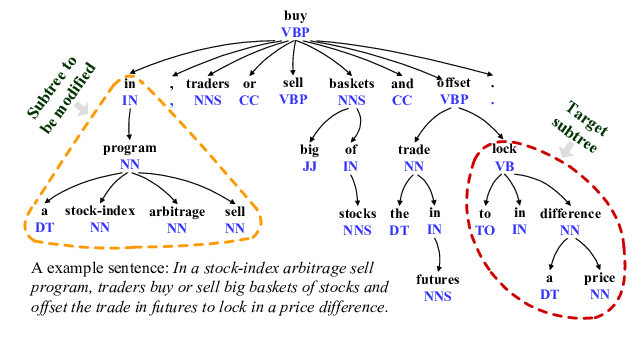 buy
VBP
Subtree to
be modified
in , traders or sell baskets and offset .
IN , NNS CC VBP NNS CC VBP .
Target
subtree
program big of trade lock
NN JJ IN NN VB
a stock-index arbitrage sell stocks the in to in difference
DT NN NN NN NNS DT IN TO IN NN
futures a price
NNS DT NN
A example sentence: In a stock-index arbitrage sell
program, traders buy or sell big baskets of stocks and
offset the trade in futures to lock in a price difference.